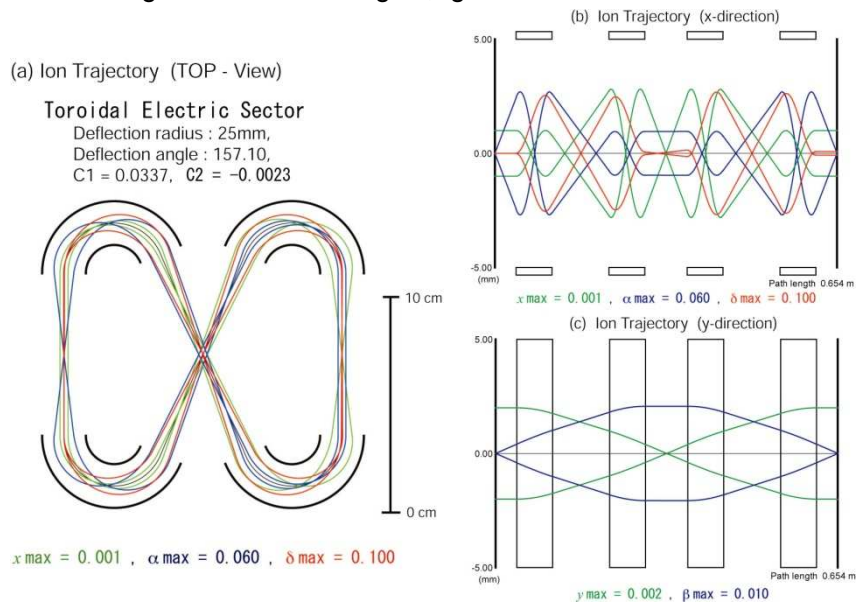 (a) Ion Trajectory (TOP - View)
Toroidal Electric Sector
Deflection radius : 25mm,
Deflection angle : 157.10,
C1 = 0.0337, C2 = -0.0023
10 cm
0 cm
x max = 0.001 , α max = 0.060 , δ max = 0.100
(b) Ion Trajectory (x-direction)
5.00
0.00
-5.00
(mm)
Path length 0.654 m
x max = 0.001 , α max = 0.060 , δ max = 0.100
(c) Ion Trajectory (y-direction)
5.00
0.00
-5.00
(mm)
Path length 0.654 m
y max = 0.002 , β max = 0.010